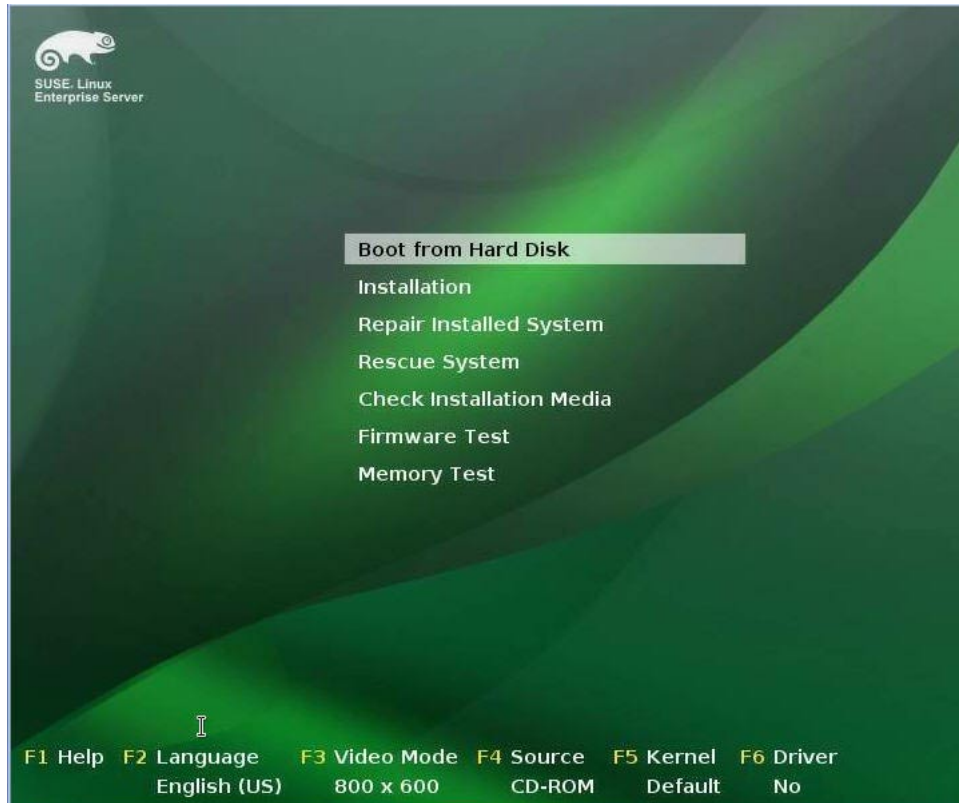 SUSE. Linux
Enterprise Server
Boot from Hard Disk
Installation
Repair Installed System
Rescue System
Check Installation Media
Firmware Test
Memory Test
F1 Help F2 Language F3 Video Mode F4 Source F5 Kernel F6 Driver
English (US) 800 x 600 CD-ROM Default No